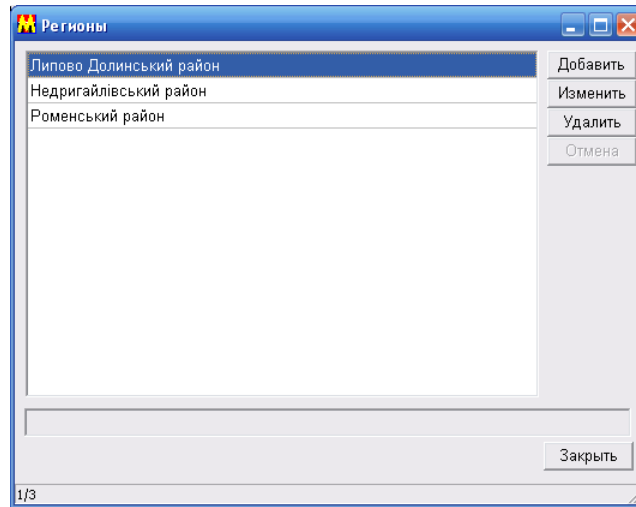 Регионы
Липово Долинський район
Недригайлівський район
Роменський район
Добавить
Изменить
Удалить
Отмена
Закрыть
1/3